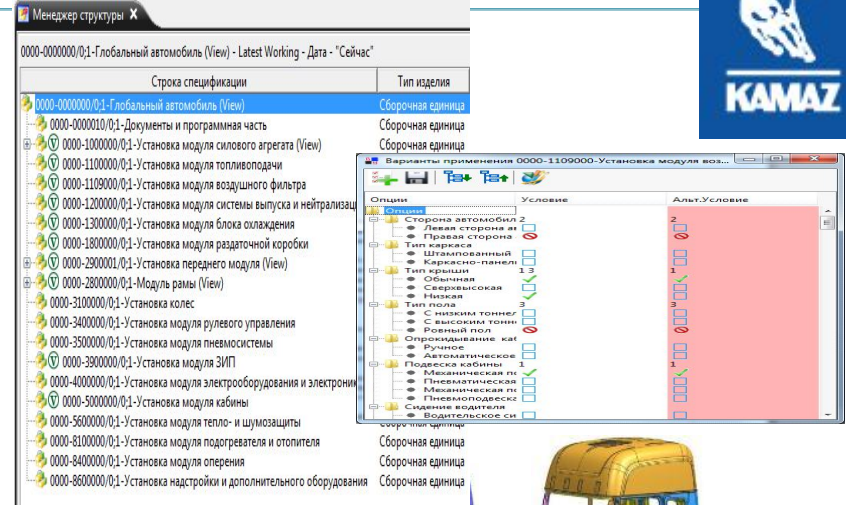 Менеджер структуры X
0000-0000000/0;1-Глобальный автомобиль (View) - Latest Working - Дата - "Сейчас"
Строка спецификации Тип изделия
0000-0000000/0;1-Глобальный автомобиль (View) Сборочная единица
0000-0000010/0;1-Документы и программная часть Сборочная единица
0000-1000000/0;1-Установка модуля силового агрегата (View) Сборочная единица
0000-1100000/0;1-Установка модуля топливоподачи
0000-1109000/0;1-Установка модуля воздушного фильтра
0000-1200000/0;1-Установка модуля системы выпуска и нейтрализац
0000-1300000/0;1-Установка модуля блока охлаждения
0000-1800000/0;1-Установка модуля раздаточной коробки
0000-2900001/0;1-Установка переднего модуля (View)
0000-2800000/0;1-Модуль рамы (View)
0000-3100000/0;1-Установка колес
0000-3400000/0;1-Установка модуля рулевого управления
0000-3500000/0;1-Установка модуля пневмосистемы
0000-3900000/0;1-Установка модуля ЗИП
0000-4000000/0;1-Установка модуля электрооборудования и электроник
0000-5000000/0;1-Установка модуля кабины
0000-5600000/0;1-Установка модуля тепло- и шумозащиты Сборочная единица
0000-8100000/0;1-Установка модуля подогревателя и отопителя Сборочная единица
0000-8400000/0;1-Установка модуля оперения Сборочная единица
0000-8600000/0;1-Установка надстройки и дополнительного оборудования Сборочная единица
Варианты применения 0000-1109000-Установка модуля воз...
Опции Условие Альт.Условие
Опции
Сторона автомобил 2 2
Левая сторона ав
Правая сторона
Тип каркаса
Штампованный
Каркасно-панел
Тип крыши 1 3 1
Обычная
Сверхвысокая
Низкая
Тип пола 3 3
С низким тоннел
С высоким тонн
Ровный пол
Опрокидывание каб
Ручное
Автоматическое
Подвеска кабины 1 1
Механическая по
Пневматическая
Механическая по
Пневмоподвеска
Сидение водителя
Водительское си
KAMAZ